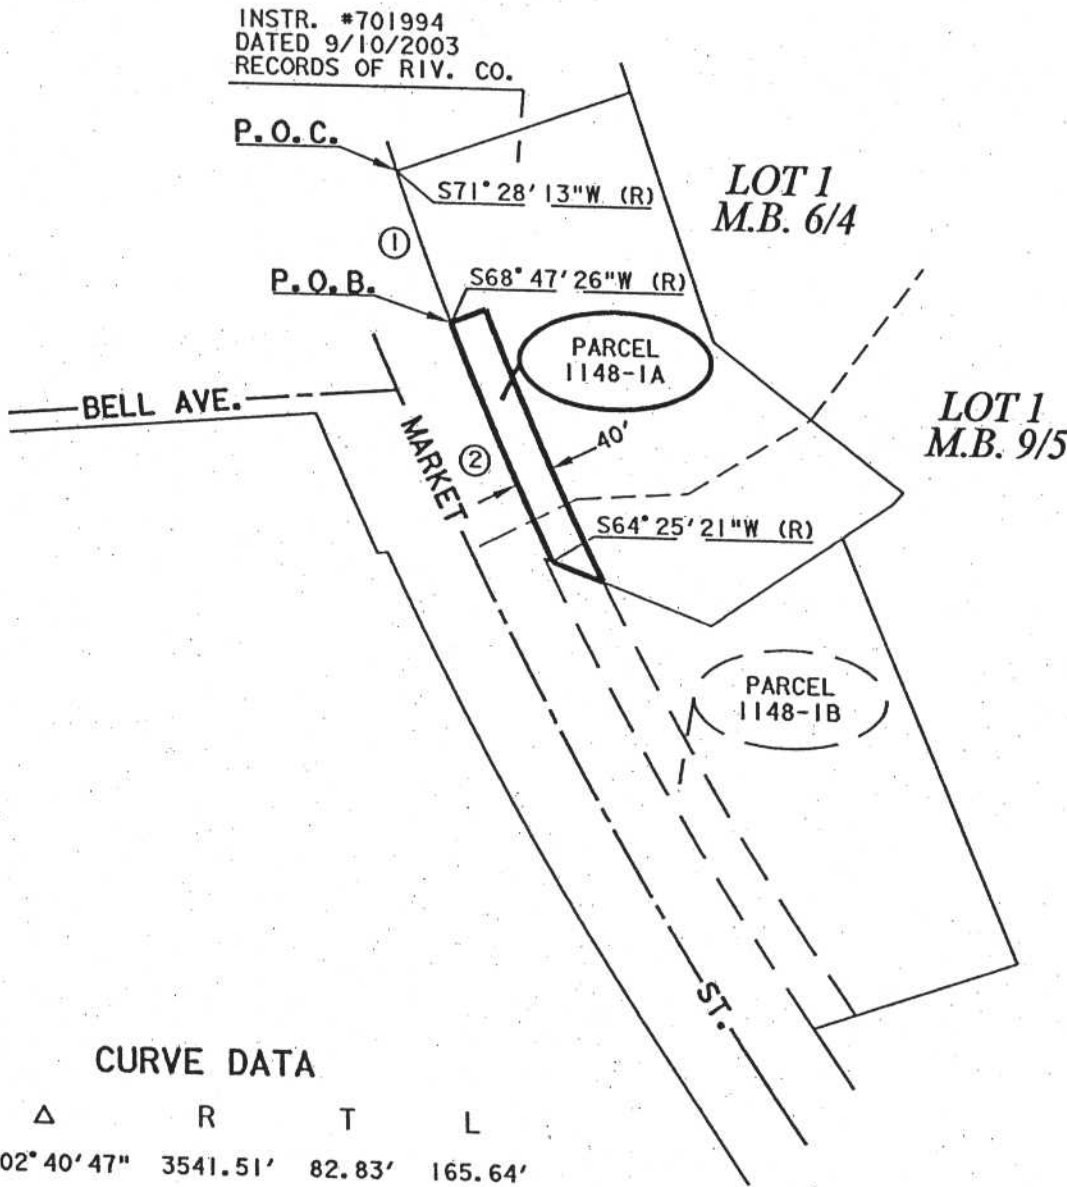 INSTR. #701994
DATED 9/10/2003
RECORDS OF RIV. CO.
P.O.C.
S71°28'13"W (R)
LOT 1
M.B. 6/4
①
P.O.B.
S68°47'26"W (R)
PARCEL
1148-1A
BELL AVE.
LOT 1
M.B. 9/5
MARKET
②
40'
S64°25'21"W (R)
PARCEL
1148-1B
ST.
CURVE DATA
Δ R T L
02°40'47" 3541.51' 82.83' 165.64'